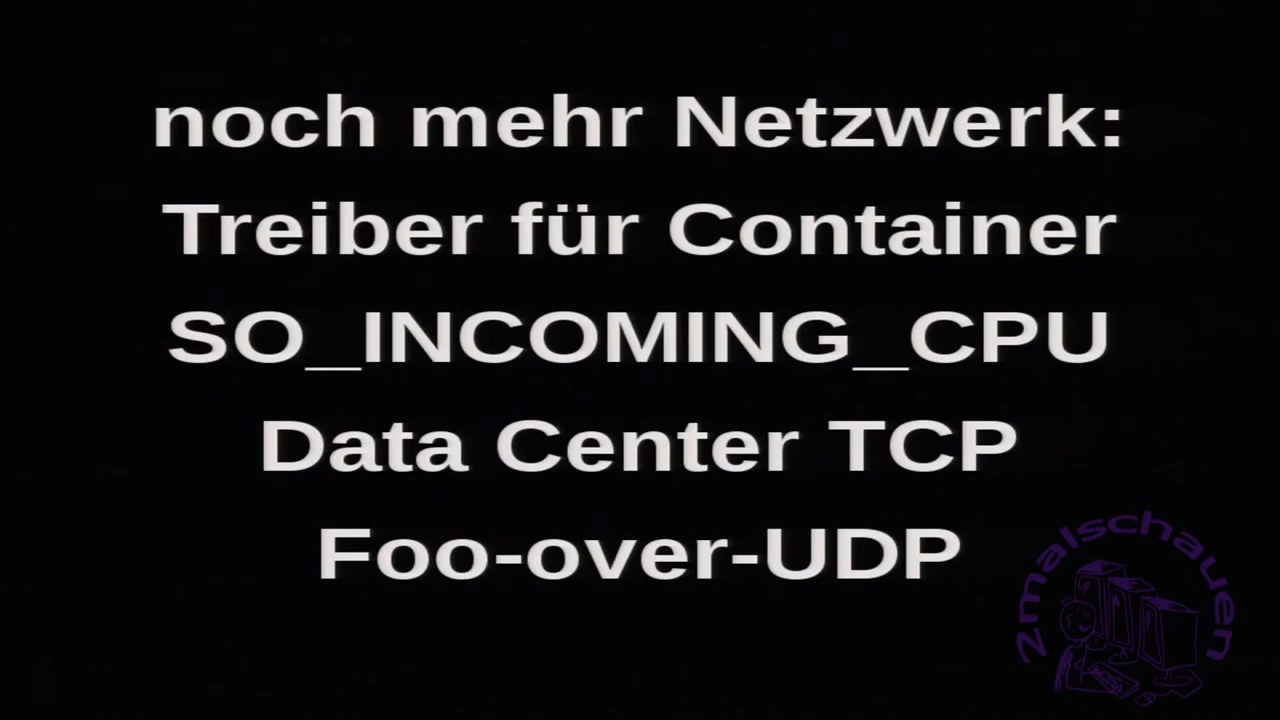 noch mehr Netzwerk:
Treiber für Container
SO_INCOMING_CPU
Data Center TCP
Foo-over-UDP
2malschauen